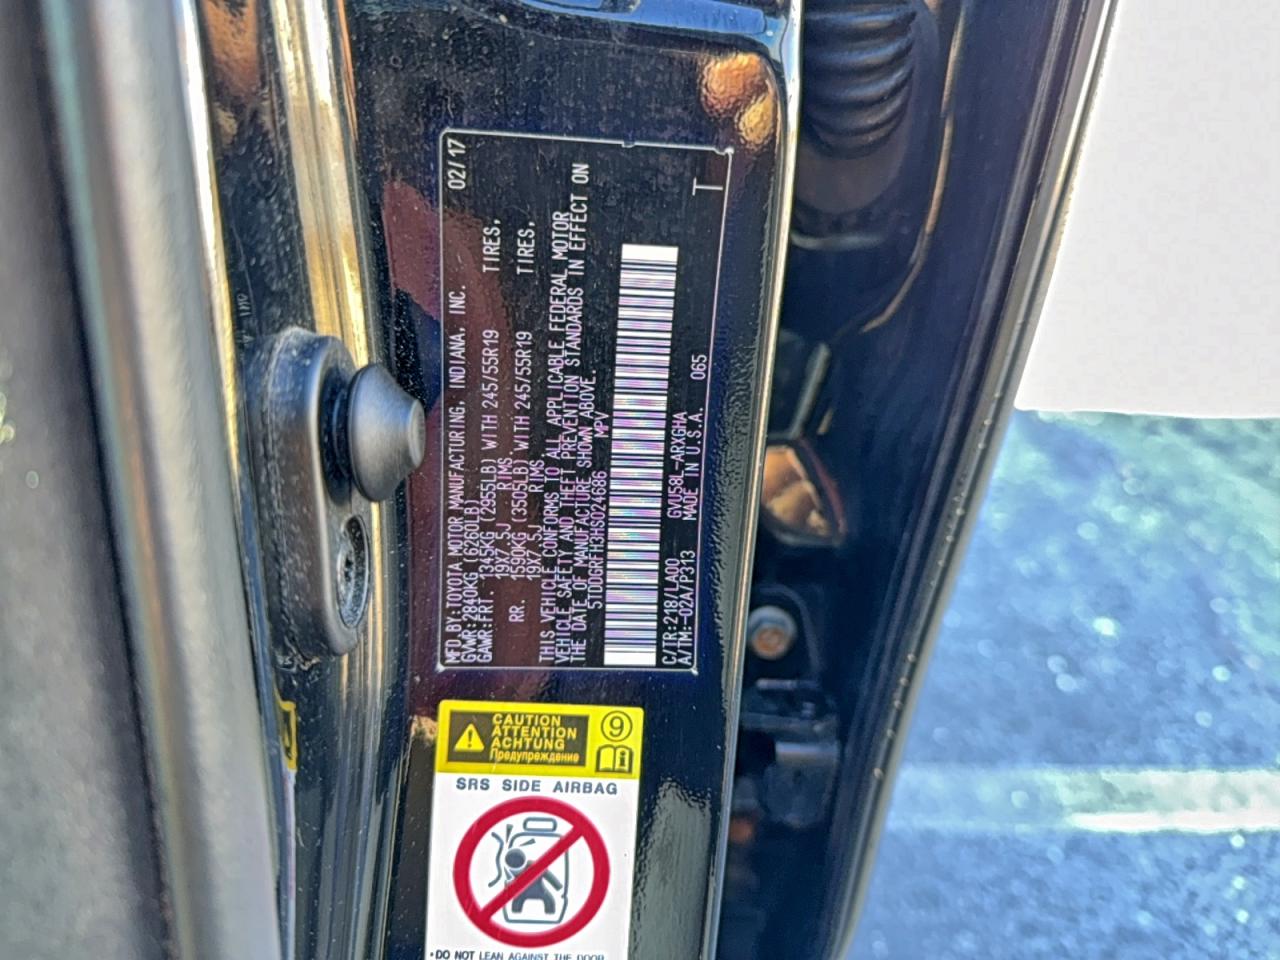 MFD.BY:TOYOTA MOTOR MANUFACTURING, INDIANA, INC. 02/17
GVWR:2840KG(6260LB)
GAWR:FRT. 1345KG(2955LB) WITH 245/55R19 TIRES,
19X7.5J RIMS
RR. 1590KG(3505LB) WITH 245/55R19 TIRES,
19X7.5J RIMS
THIS VEHICLE CONFORMS TO ALL APPLICABLE FEDERAL MOTOR
VEHICLE SAFETY AND THEFT PREVENTION STANDARDS IN EFFECT ON
THE DATE OF MANUFACTURE SHOWN ABOVE.
5TDDGRFH3HS024686 MPV
C/TR:218/LA00 GVU58L-ARXGHA 065
A/TM:-02A/P313 MADE IN U.S.A. T
CAUTION
ATTENTION
ACHTUNG
Предупреждение
9
SRS SIDE AIRBAG
•DO NOT LEAN AGAINST THE DOOR